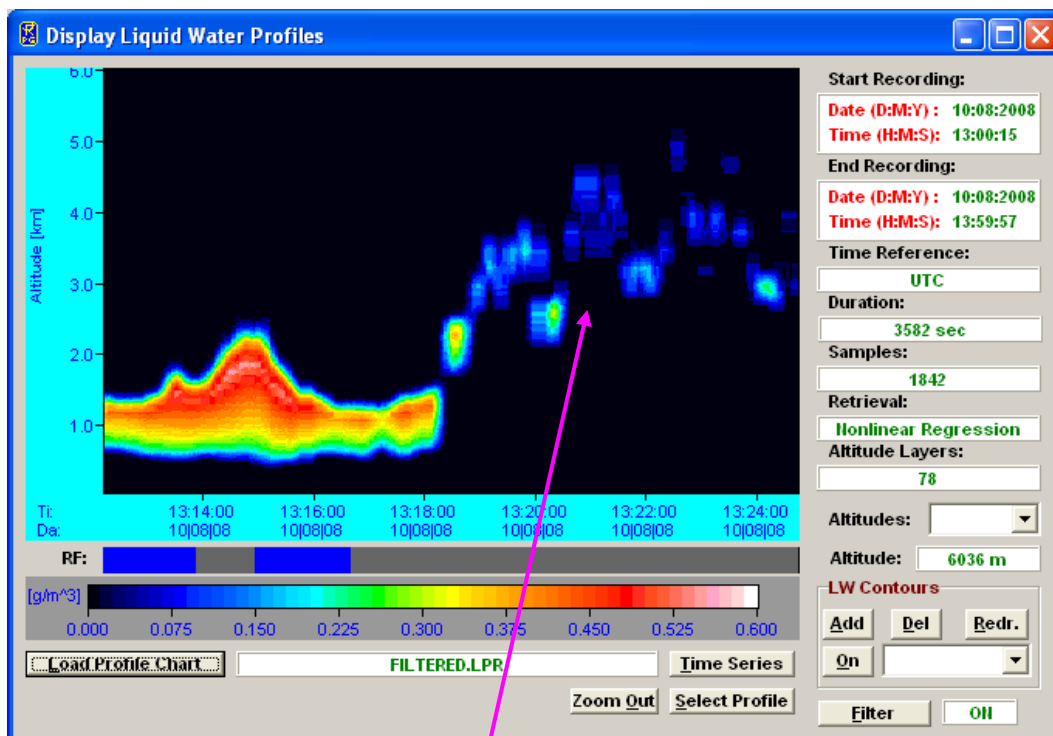 Display Liquid Water Profiles
6.0
5.0
4.0
3.0
2.0
1.0
Altitude [km]
Ti: 13:14:00 13:16:00 13:18:00 13:20:00 13:22:00 13:24:00
Da: 10|08|08 10|08|08 10|08|08 10|08|08 10|08|08 10|08|08
RF:
[g/m^3]
0.000 0.075 0.150 0.225 0.300 0.375 0.450 0.525 0.600
Load Profile Chart FILTERED.LPR Time Series
Zoom Out Select Profile
Start Recording:
Date (D:M:Y) : 10:08:2008
Time (H:M:S): 13:00:15
End Recording:
Date (D:M:Y) : 10:08:2008
Time (H:M:S): 13:59:57
Time Reference:
UTC
Duration:
3582 sec
Samples:
1842
Retrieval:
Nonlinear Regression
Altitude Layers:
78
Altitudes:
Altitude: 6036 m
LW Contours
Add Del Redr.
On
Filter ON